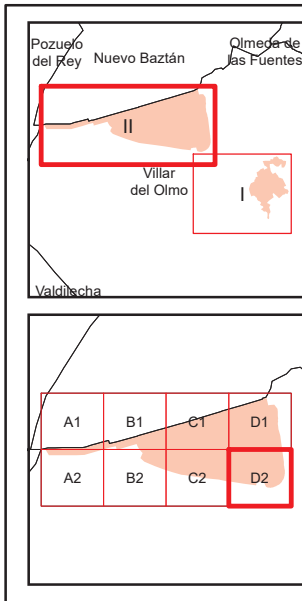 Pozuelo
del Rey
Nuevo Baztán
Olmeda de
las Fuentes
II
Villar
del Olmo
I
Valdilecha
A1
B1
C1
D1
A2
B2
C2
D2